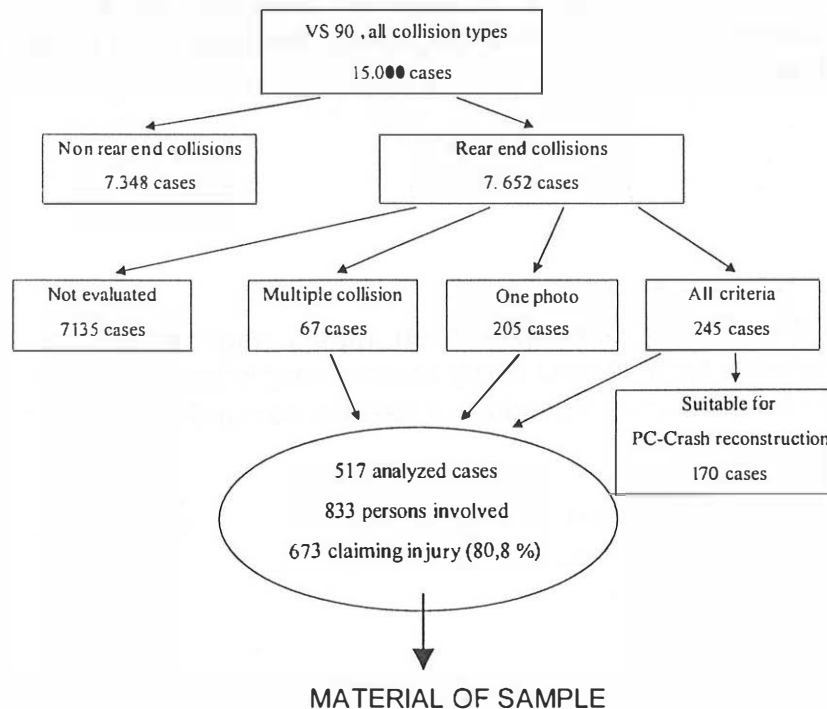 VS 90 , all collision types
15.000 cases
Non rear end collisions
7.348 cases
Rear end collisions
7. 652 cases
Not evaluated
7135 cases
Multiple collision
67 cases
One photo
205 cases
All criteria
245 cases
Suitable for
PC-Crash reconstruction
170 cases
517 analyzed cases
833 persons involved
673 claiming injury (80,8 %)
MATERIAL OF SAMPLE